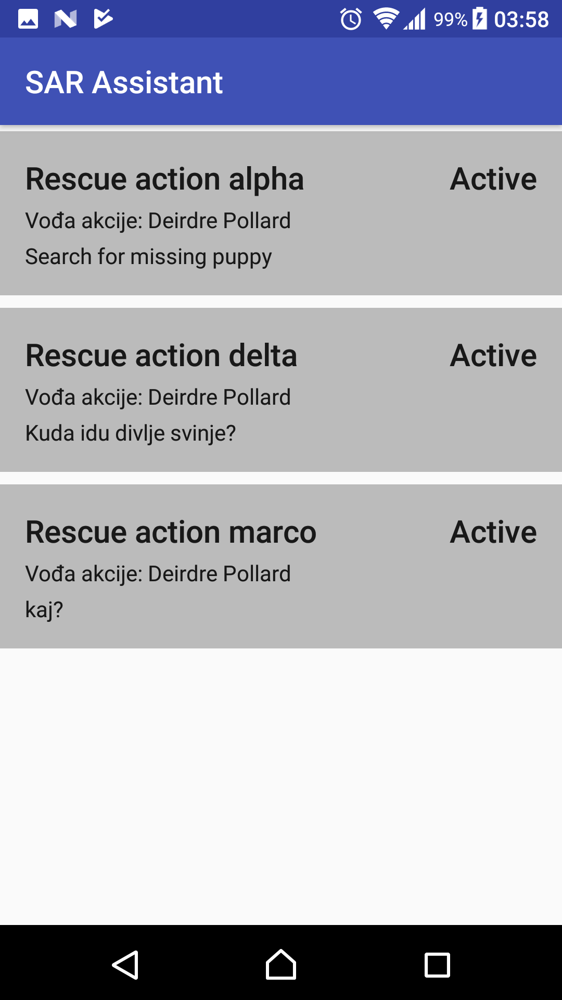 99% 03:58
SAR Assistant
Rescue action alpha Active
Vođa akcije: Deirdre Pollard
Search for missing puppy
Rescue action delta Active
Vođa akcije: Deirdre Pollard
Kuda idu divlje svinje?
Rescue action marco Active
Vođa akcije: Deirdre Pollard
kaj?